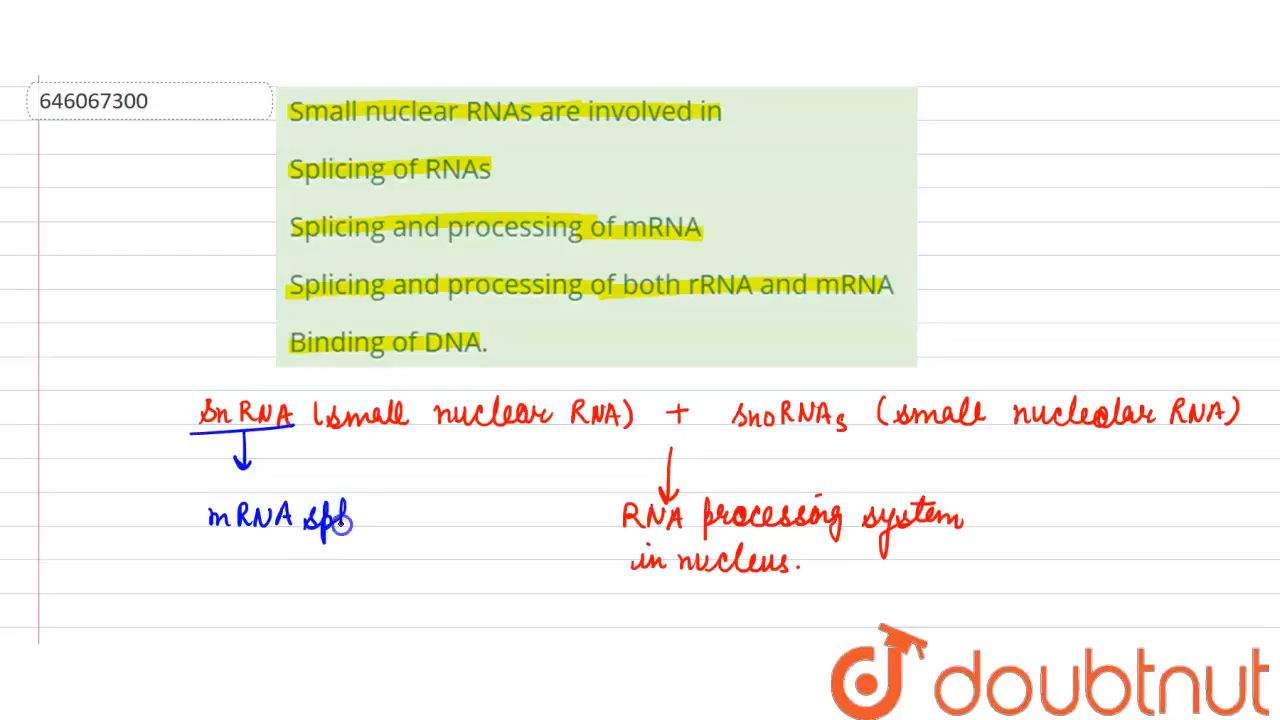 646067300
Small nuclear RNAs are involved in
Splicing of RNAs
Splicing and processing of mRNA
Splicing and processing of both rRNA and mRNA
Binding of DNA.
SnRNA (small nuclear RNA) + snoRNAs (small nucleolar RNA)
mRNA spl
RNA processing system
in nucleus.
doubtnut